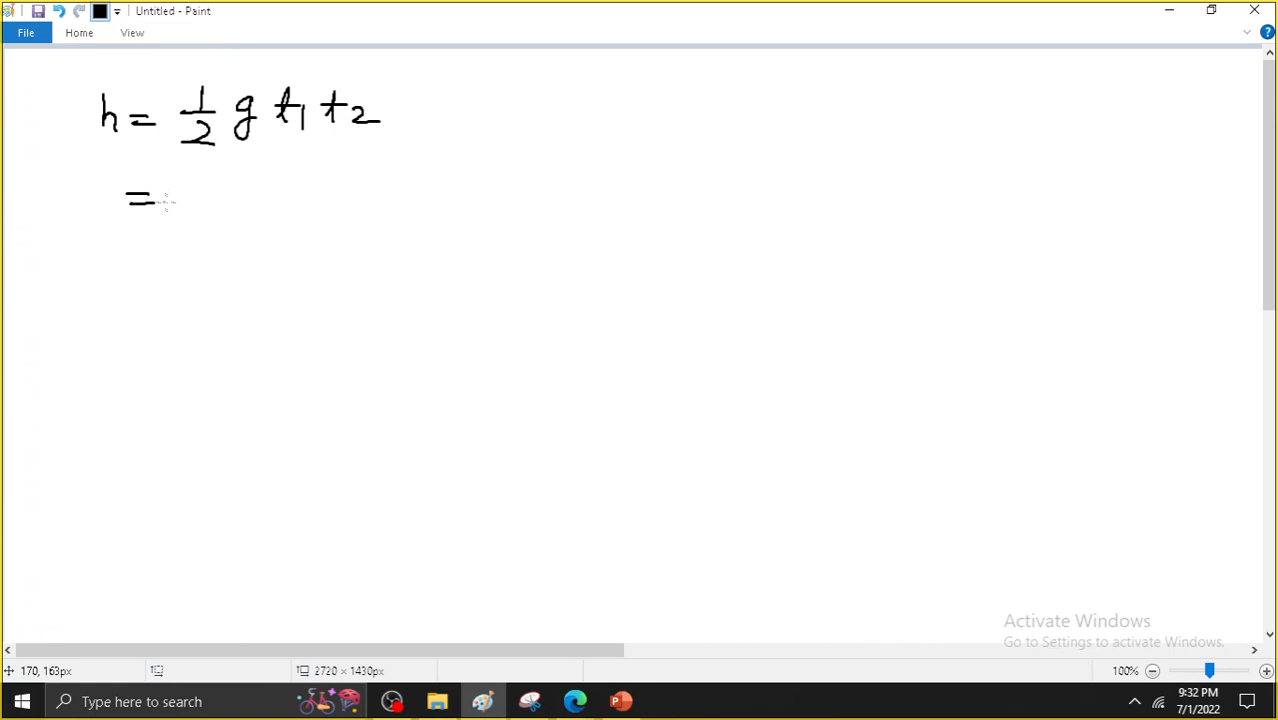 Untitled - Paint
File Home View
h = 1/2 g t₁ t₂
=
Activate Windows
Go to Settings to activate Windows.
170, 163px 2720 × 1430px 100%
Type here to search
9:32 PM
7/1/2022